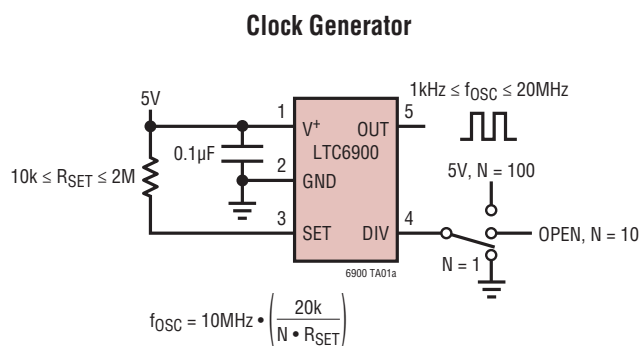 Clock Generator
5V
1kHz ≤ fOSC ≤ 20MHz
1
V+
OUT
5
0.1µF
LTC6900
5V, N = 100
10k ≤ RSET ≤ 2M
2
GND
3
SET
DIV
4
OPEN, N = 10
N = 1
6900 TA01a
fOSC = 10MHz • (20k / N • RSET)